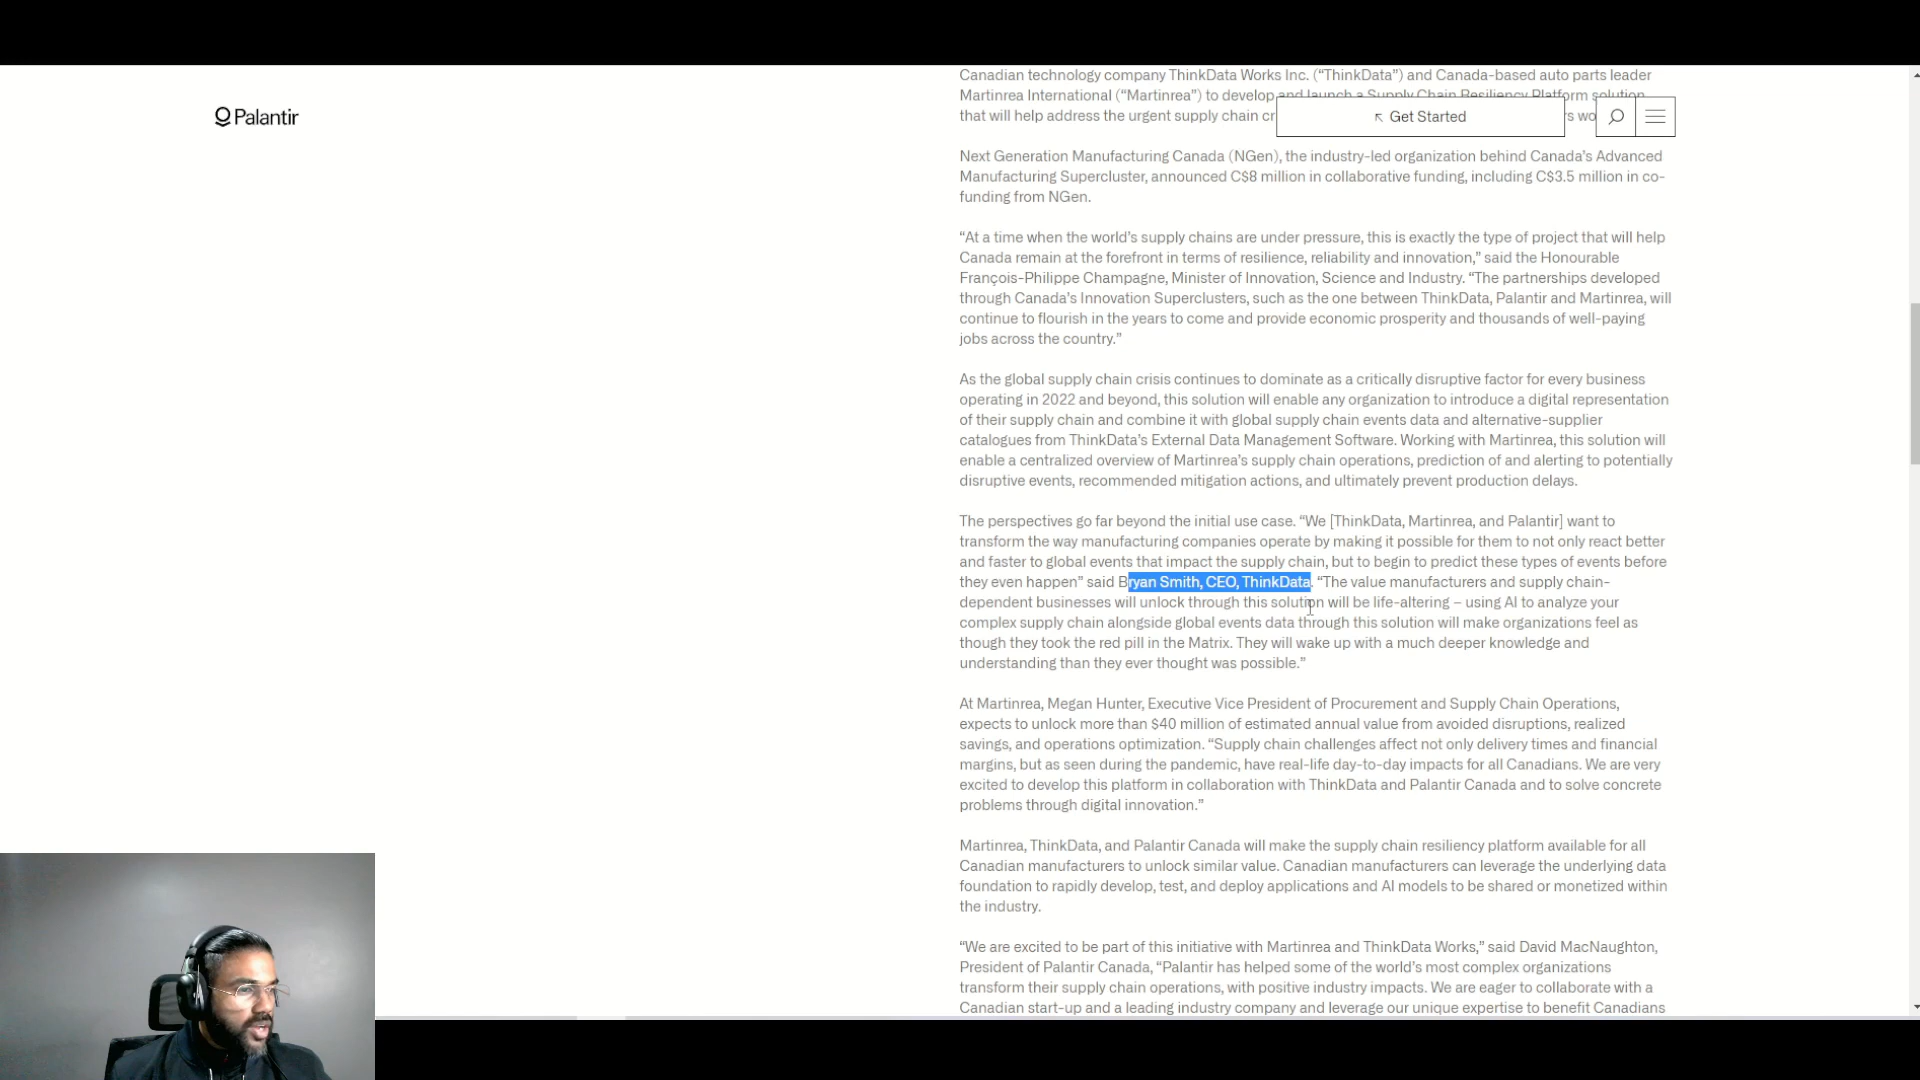 Canadian technology company ThinkData Works Inc. (“ThinkData”) and Canada-based auto parts leader
Martinrea International (“Martinrea”) to develop and launch a Supply Chain Resiliency Platform solution
that will help address the urgent supply chain
Palantir
Get Started
Next Generation Manufacturing Canada (NGen), the industry-led organization behind Canada’s Advanced
Manufacturing Supercluster, announced C$8 million in collaborative funding, including C$3.5 million in co-
funding from NGen.
“At a time when the world’s supply chains are under pressure, this is exactly the type of project that will help
Canada remain at the forefront in terms of resilience, reliability and innovation,” said the Honourable
François-Philippe Champagne, Minister of Innovation, Science and Industry. “The partnerships developed
through Canada’s Innovation Superclusters, such as the one between ThinkData, Palantir and Martinrea, will
continue to flourish in the years to come and provide economic prosperity and thousands of well-paying
jobs across the country.”
As the global supply chain crisis continues to dominate as a critically disruptive factor for every business
operating in 2022 and beyond, this solution will enable any organization to introduce a digital representation
of their supply chain and combine it with global supply chain events data and alternative-supplier
catalogues from ThinkData’s External Data Management Software. Working with Martinrea, this solution will
enable a centralized overview of Martinrea’s supply chain operations, prediction of and alerting to potentially
disruptive events, recommended mitigation actions, and ultimately prevent production delays.
The perspectives go far beyond the initial use case. “We [ThinkData, Martinrea, and Palantir] want to
transform the way manufacturing companies operate by making it possible for them to not only react better
and faster to global events that impact the supply chain, but to begin to predict these types of events before
they even happen” said Bryan Smith, CEO, ThinkData. “The value manufacturers and supply chain-
dependent businesses will unlock through this solution will be life-altering – using AI to analyze your
complex supply chain alongside global events data through this solution will make organizations feel as
though they took the red pill in the Matrix. They will wake up with a much deeper knowledge and
understanding than they ever thought was possible.”
At Martinrea, Megan Hunter, Executive Vice President of Procurement and Supply Chain Operations,
expects to unlock more than $40 million of estimated annual value from avoided disruptions, realized
savings, and operations optimization. “Supply chain challenges affect not only delivery times and financial
margins, but as seen during the pandemic, have real-life day-to-day impacts for all Canadians. We are very
excited to develop this platform in collaboration with ThinkData and Palantir Canada and to solve concrete
problems through digital innovation.”
Martinrea, ThinkData, and Palantir Canada will make the supply chain resiliency platform available for all
Canadian manufacturers to unlock similar value. Canadian manufacturers can leverage the underlying data
foundation to rapidly develop, test, and deploy applications and AI models to be shared or monetized within
the industry.
“We are excited to be part of this initiative with Martinrea and ThinkData Works,” said David MacNaughton,
President of Palantir Canada, “Palantir has helped some of the world’s most complex organizations
transform their supply chain operations, with positive industry impacts. We are eager to collaborate with a
Canadian start-up and a leading industry company and leverage our unique expertise to benefit Canadians